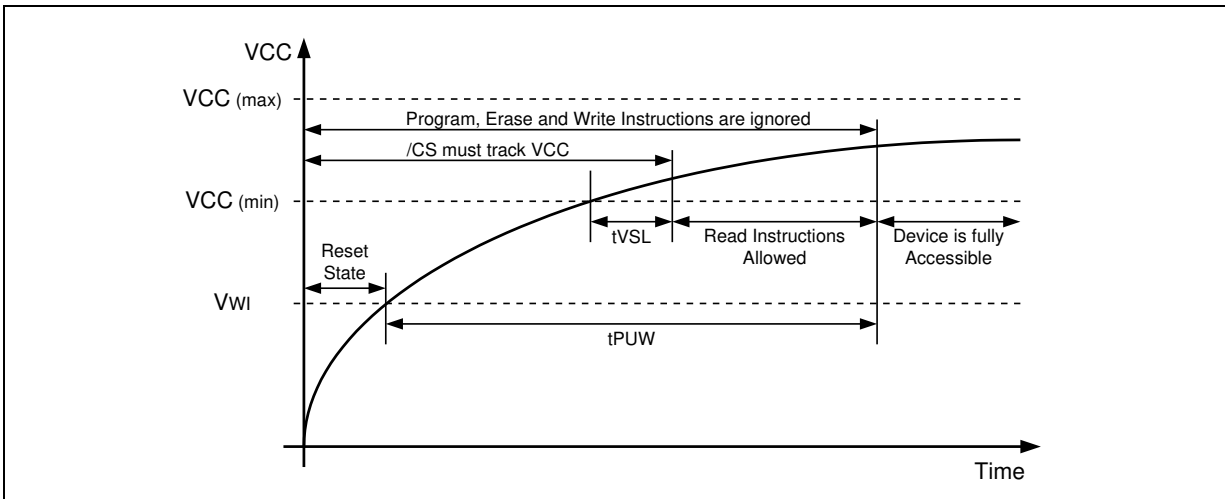 VCC
VCC (max)
Program, Erase and Write Instructions are ignored
/CS must track VCC
VCC (min)
tVSL
Read Instructions
Allowed
Device is fully
Accessible
Reset
State
VWI
tPUW
Time